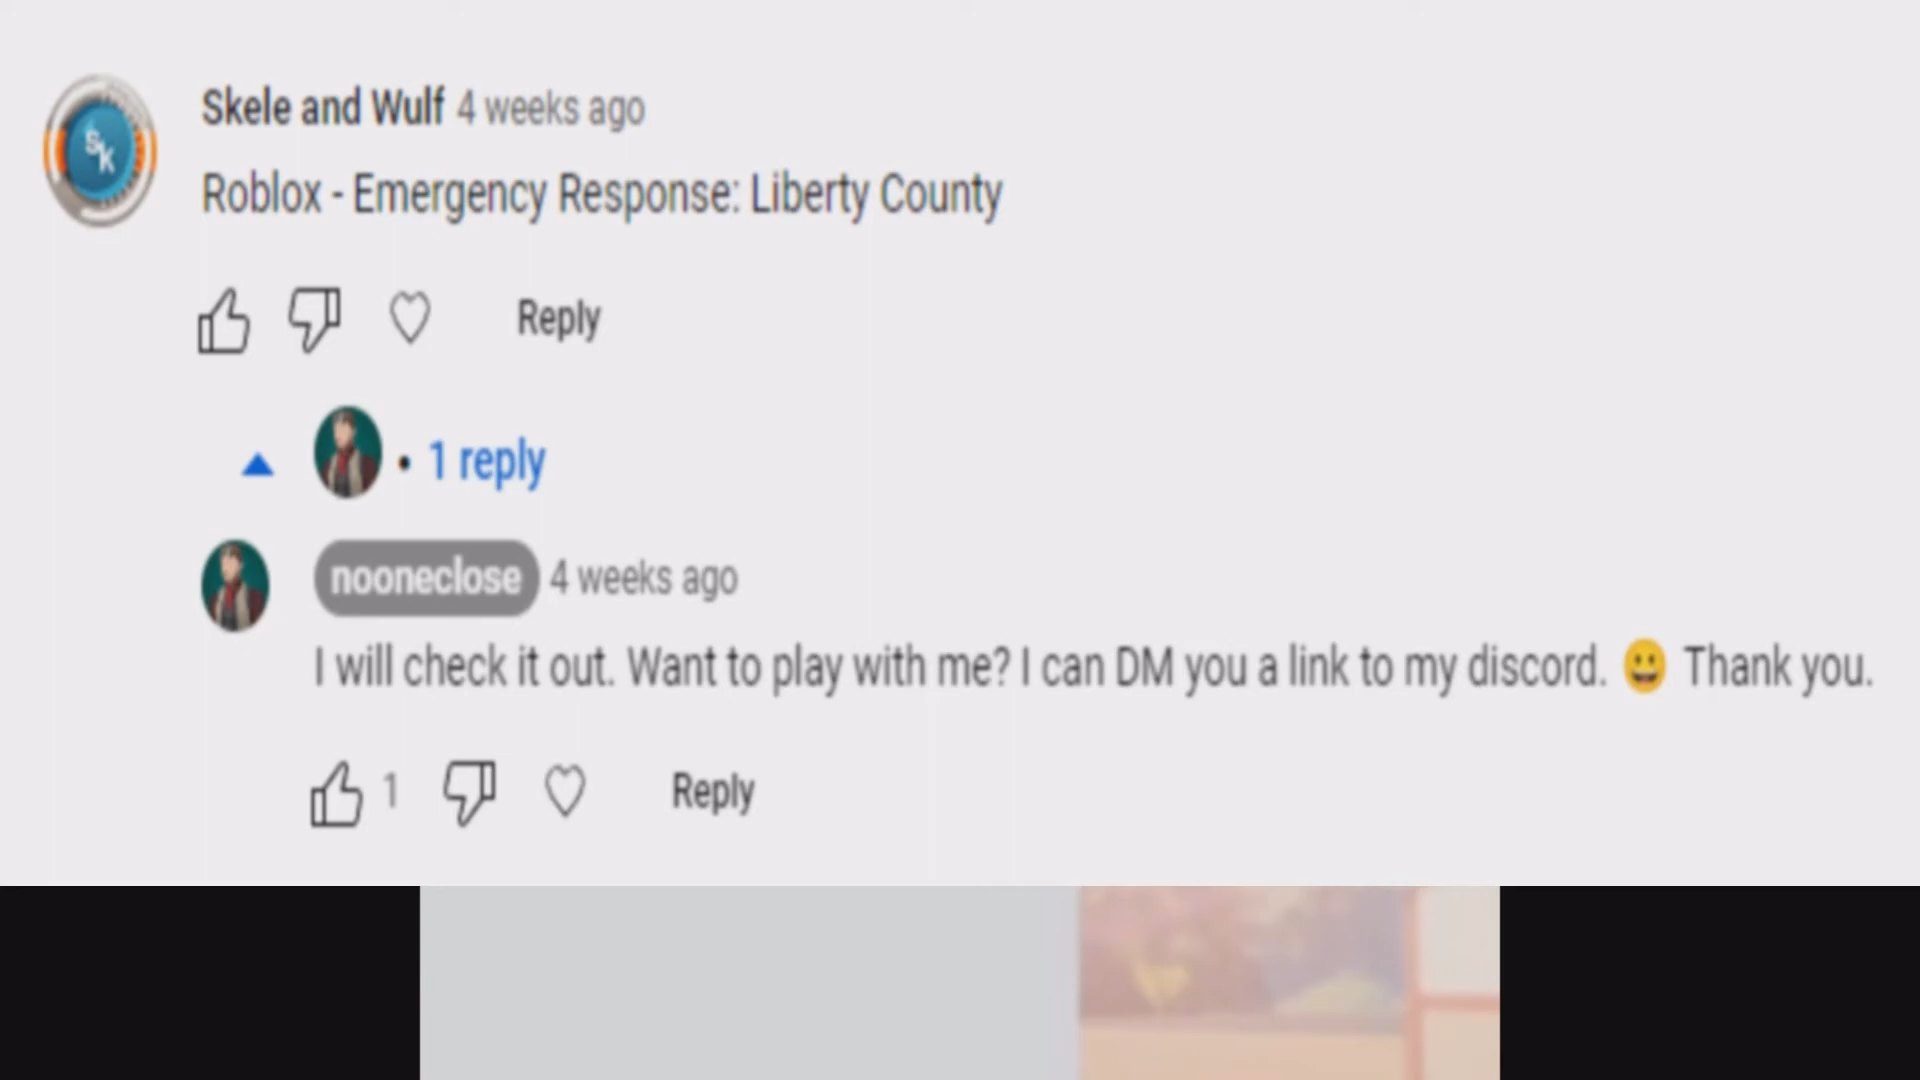 SK
Skele and Wulf 4 weeks ago
Roblox - Emergency Response: Liberty County
Reply
• 1 reply
nooneclose 4 weeks ago
I will check it out. Want to play with me? I can DM you a link to my discord. 😀 Thank you.
1 Reply